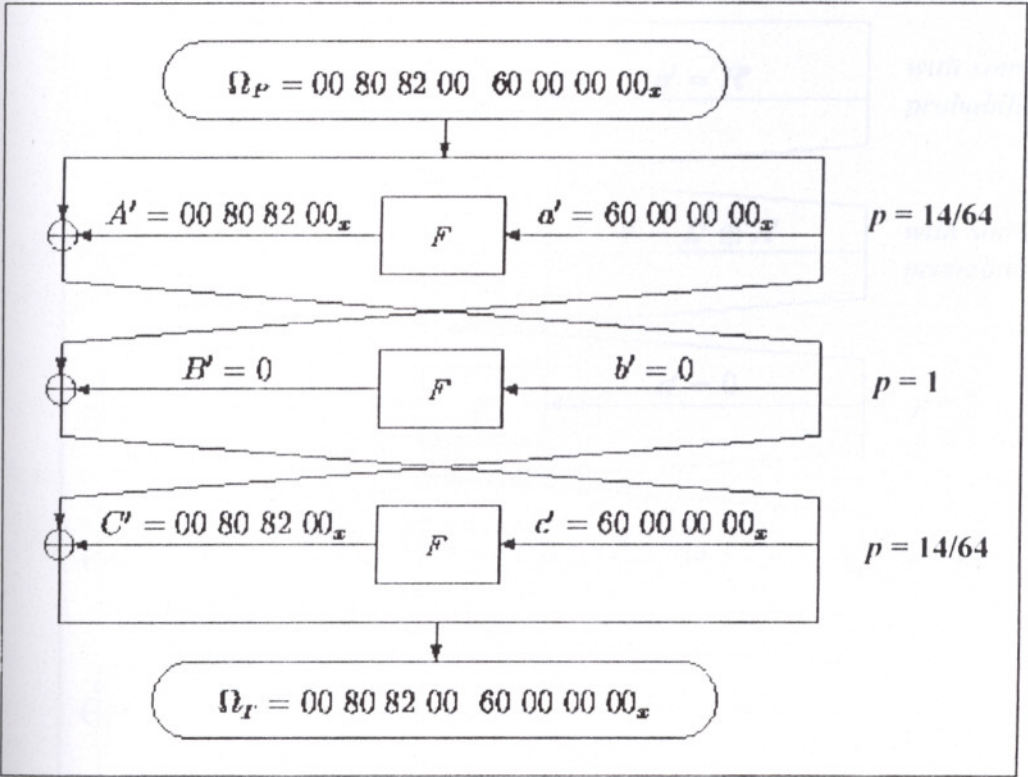 Ω_P = 00 80 82 00 60 00 00 00_x
A' = 00 80 82 00_x F a' = 60 00 00 00_x p = 14/64
B' = 0 F b' = 0 p = 1
C' = 00 80 82 00_x F c' = 60 00 00 00_x p = 14/64
Ω_T = 00 80 82 00 60 00 00 00_x